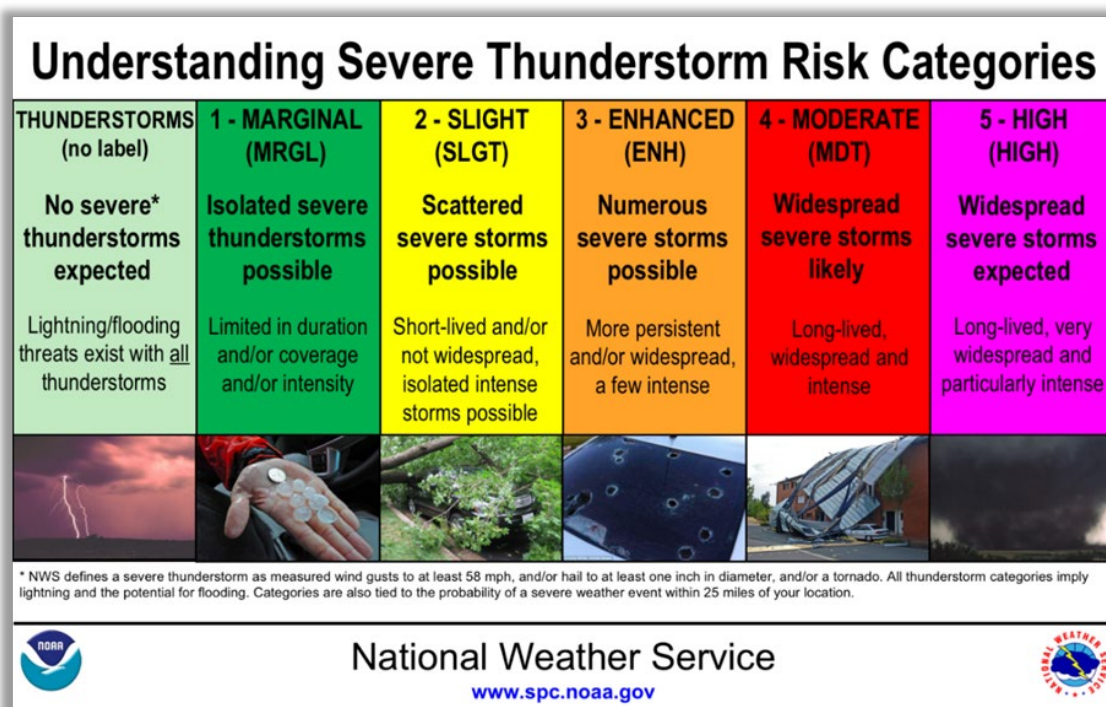 Understanding Severe Thunderstorm Risk Categories
THUNDERSTORMS
(no label)
No severe*
thunderstorms
expected
Lightning/flooding
threats exist with all
thunderstorms
1 - MARGINAL
(MRGL)
Isolated severe
thunderstorms
possible
Limited in duration
and/or coverage
and/or intensity
2 - SLIGHT
(SLGT)
Scattered
severe storms
possible
Short-lived and/or
not widespread,
isolated intense
storms possible
3 - ENHANCED
(ENH)
Numerous
severe storms
possible
More persistent
and/or widespread,
a few intense
4 - MODERATE
(MDT)
Widespread
severe storms
likely
Long-lived,
widespread and
intense
5 - HIGH
(HIGH)
Widespread
severe storms
expected
Long-lived, very
widespread and
particularly intense
* NWS defines a severe thunderstorm as measured wind gusts to at least 58 mph, and/or hail to at least one inch in diameter, and/or a tornado. All thunderstorm categories imply
lightning and the potential for flooding. Categories are also tied to the probability of a severe weather event within 25 miles of your location.
NOAA
National Weather Service
www.spc.noaa.gov
NATIONAL WEATHER